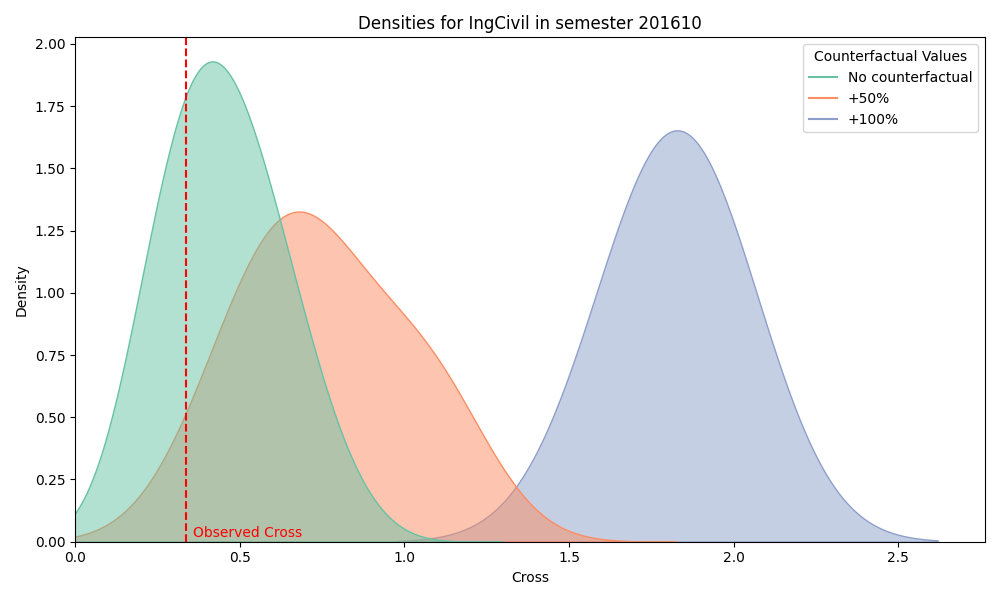 Densities for IngCivil in semester 201610
Counterfactual Values
No counterfactual
+50%
+100%
Density
2.00
1.75
1.50
1.25
1.00
0.75
0.50
0.25
0.00
Observed Cross
0.0
0.5
1.0
1.5
2.0
2.5
Cross